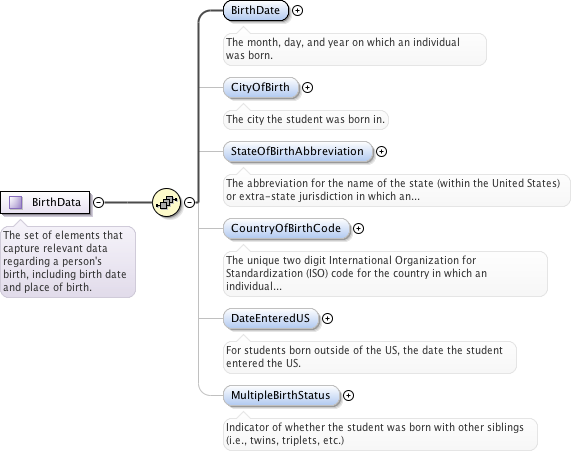 BirthDate
The month, day, and year on which an individual
was born.
CityOfBirth
The city the student was born in.
StateOfBirthAbbreviation
The abbreviation for the name of the state (within the United States)
or extra-state jurisdiction in which an...
BirthData
The set of elements that
capture relevant data
regarding a person's
birth, including birth date
and place of birth.
CountryOfBirthCode
The unique two digit International Organization for
Standardization (ISO) code for the country in which an
individual...
DateEnteredUS
For students born outside of the US, the date the student
entered the US.
MultipleBirthStatus
Indicator of whether the student was born with other siblings
(i.e., twins, triplets, etc.)